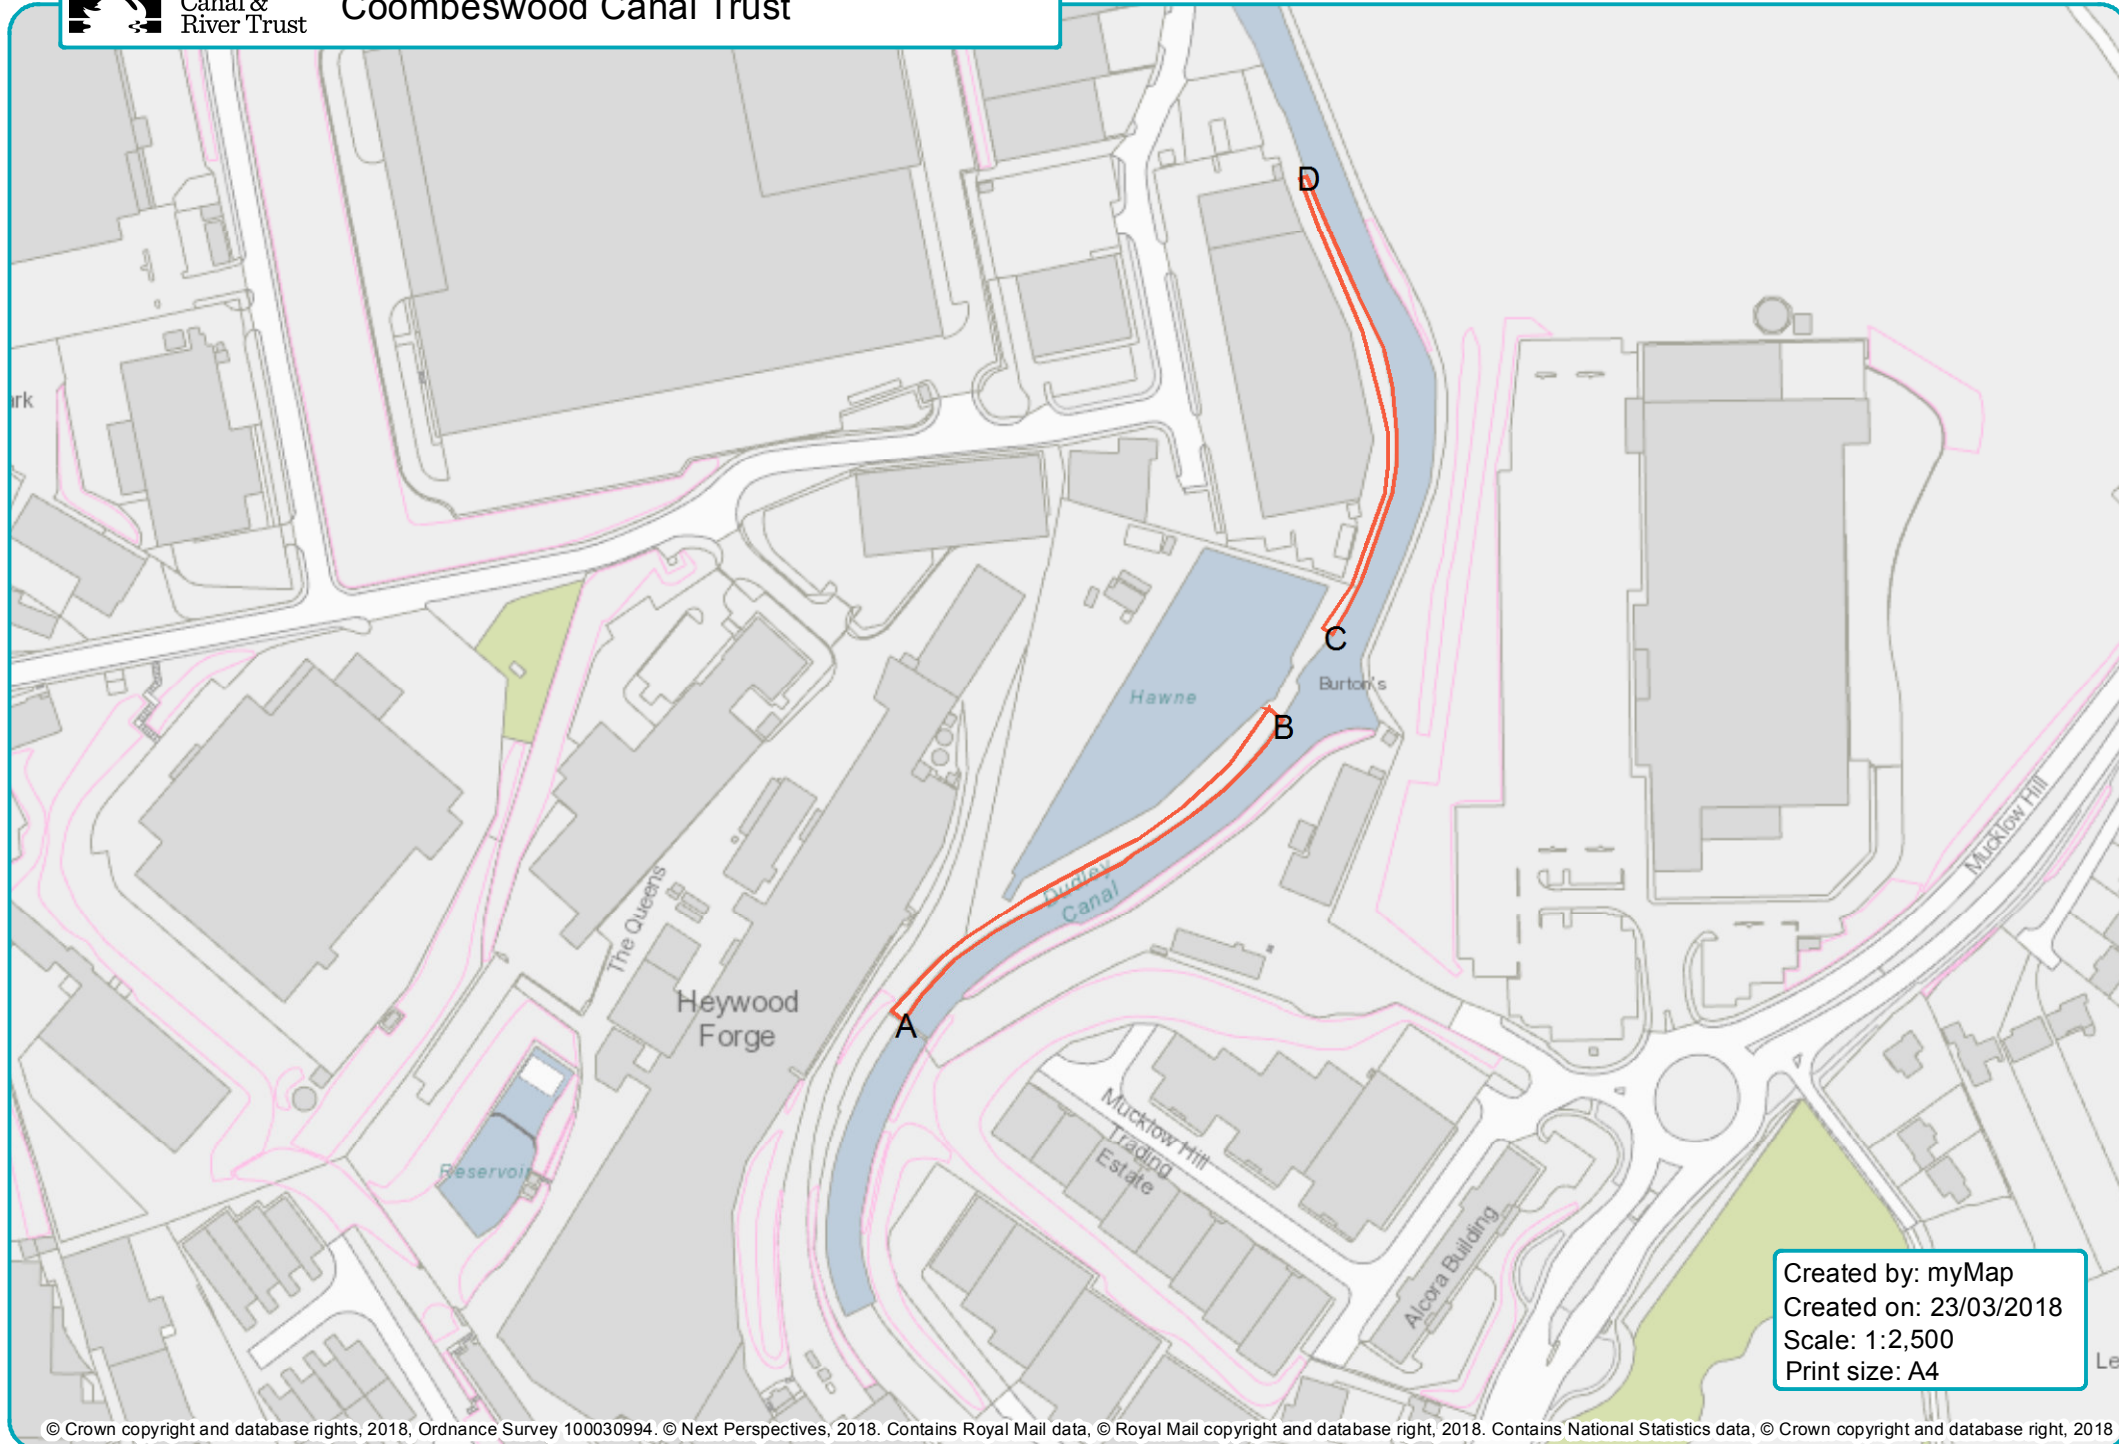 Canal &
River Trust
Coombeswood Canal Trust
D
rk
C
Hawne
Burton's
B
Dudley
Canal
Mucklow Hill
The Queens
Heywood
Forge
A
Reservoir
Mucklow Hill
Trading
Estate
Alcora Building
Created by: myMap
Created on: 23/03/2018
Scale: 1:2,500
Print size: A4
Le
© Crown copyright and database rights, 2018, Ordnance Survey 100030994. © Next Perspectives, 2018. Contains Royal Mail data, © Royal Mail copyright and database right, 2018. Contains National Statistics data, © Crown copyright and database right, 2018